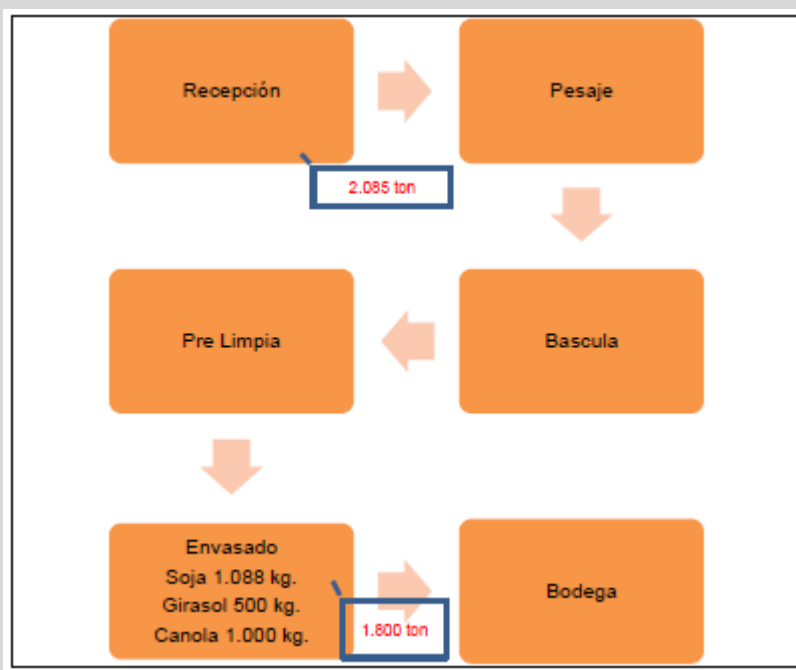 Recepción
Pesaje
2.085 ton
Bascula
Pre Limpia
Envasado
Soja 1.088 kg.
Girasol 500 kg.
Canola 1.000 kg.
1.800 ton
Bodega